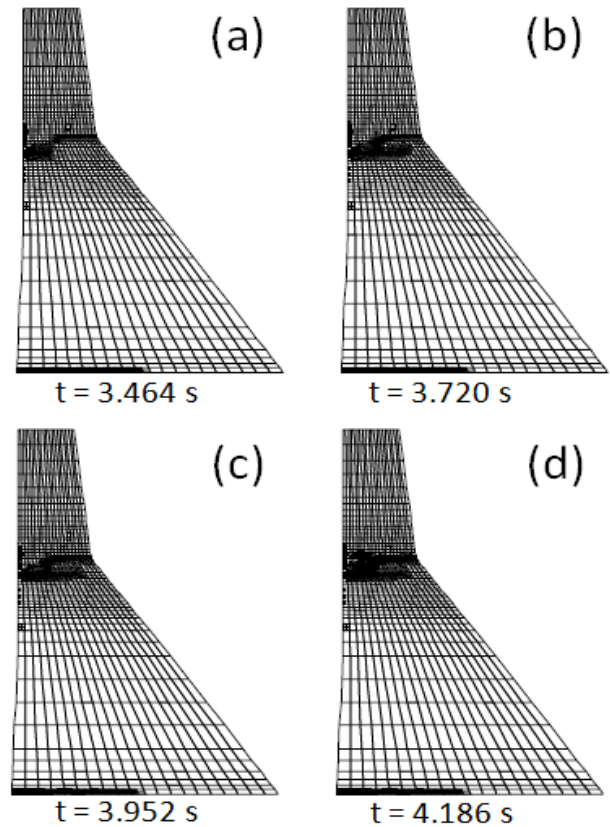 (a)
(b)
t = 3.464 s
t = 3.720 s
(c)
(d)
t = 3.952 s
t = 4.186 s